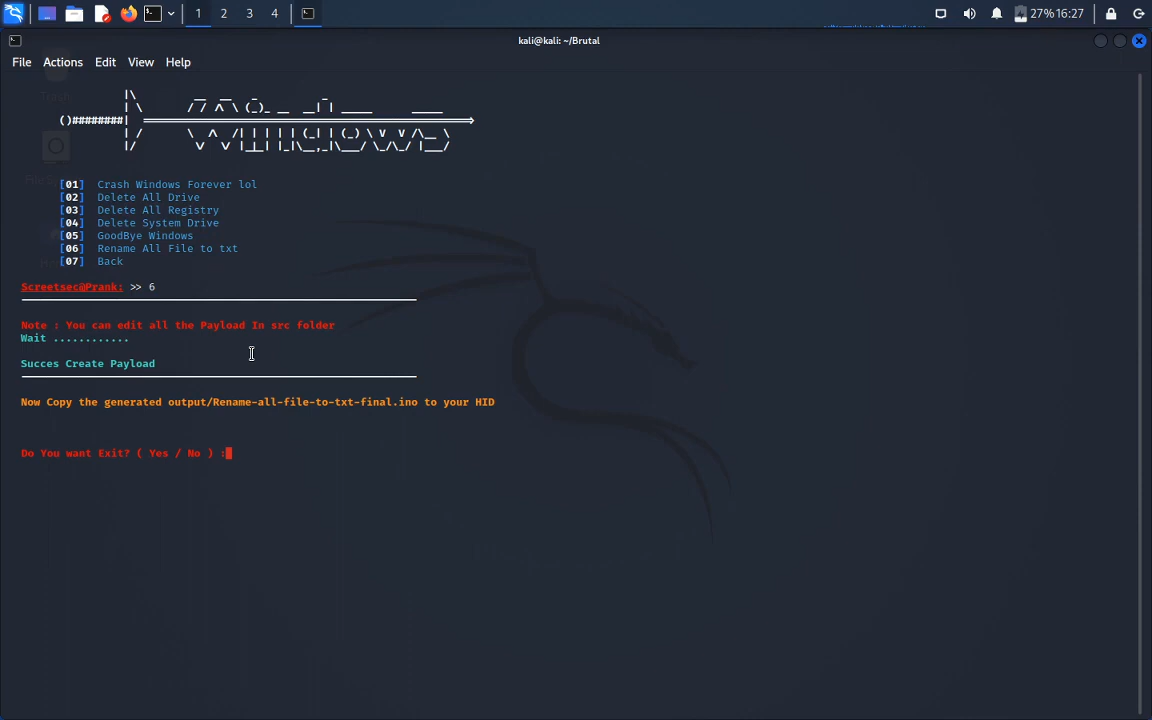 1 2 3 4 27% 16:27
kali@kali: ~/Brutal
File Actions Edit View Help
[01] Crash Windows Forever lol
[02] Delete All Drive
[03] Delete All Registry
[04] Delete System Drive
[05] GoodBye Windows
[06] Rename All File to txt
[07] Back
Screetsec@Prank: >> 6
Note : You can edit all the Payload In src folder
Wait ............
Succes Create Payload
Now Copy the generated output/Rename-all-file-to-txt-final.ino to your HID
Do You want Exit? ( Yes / No ) :